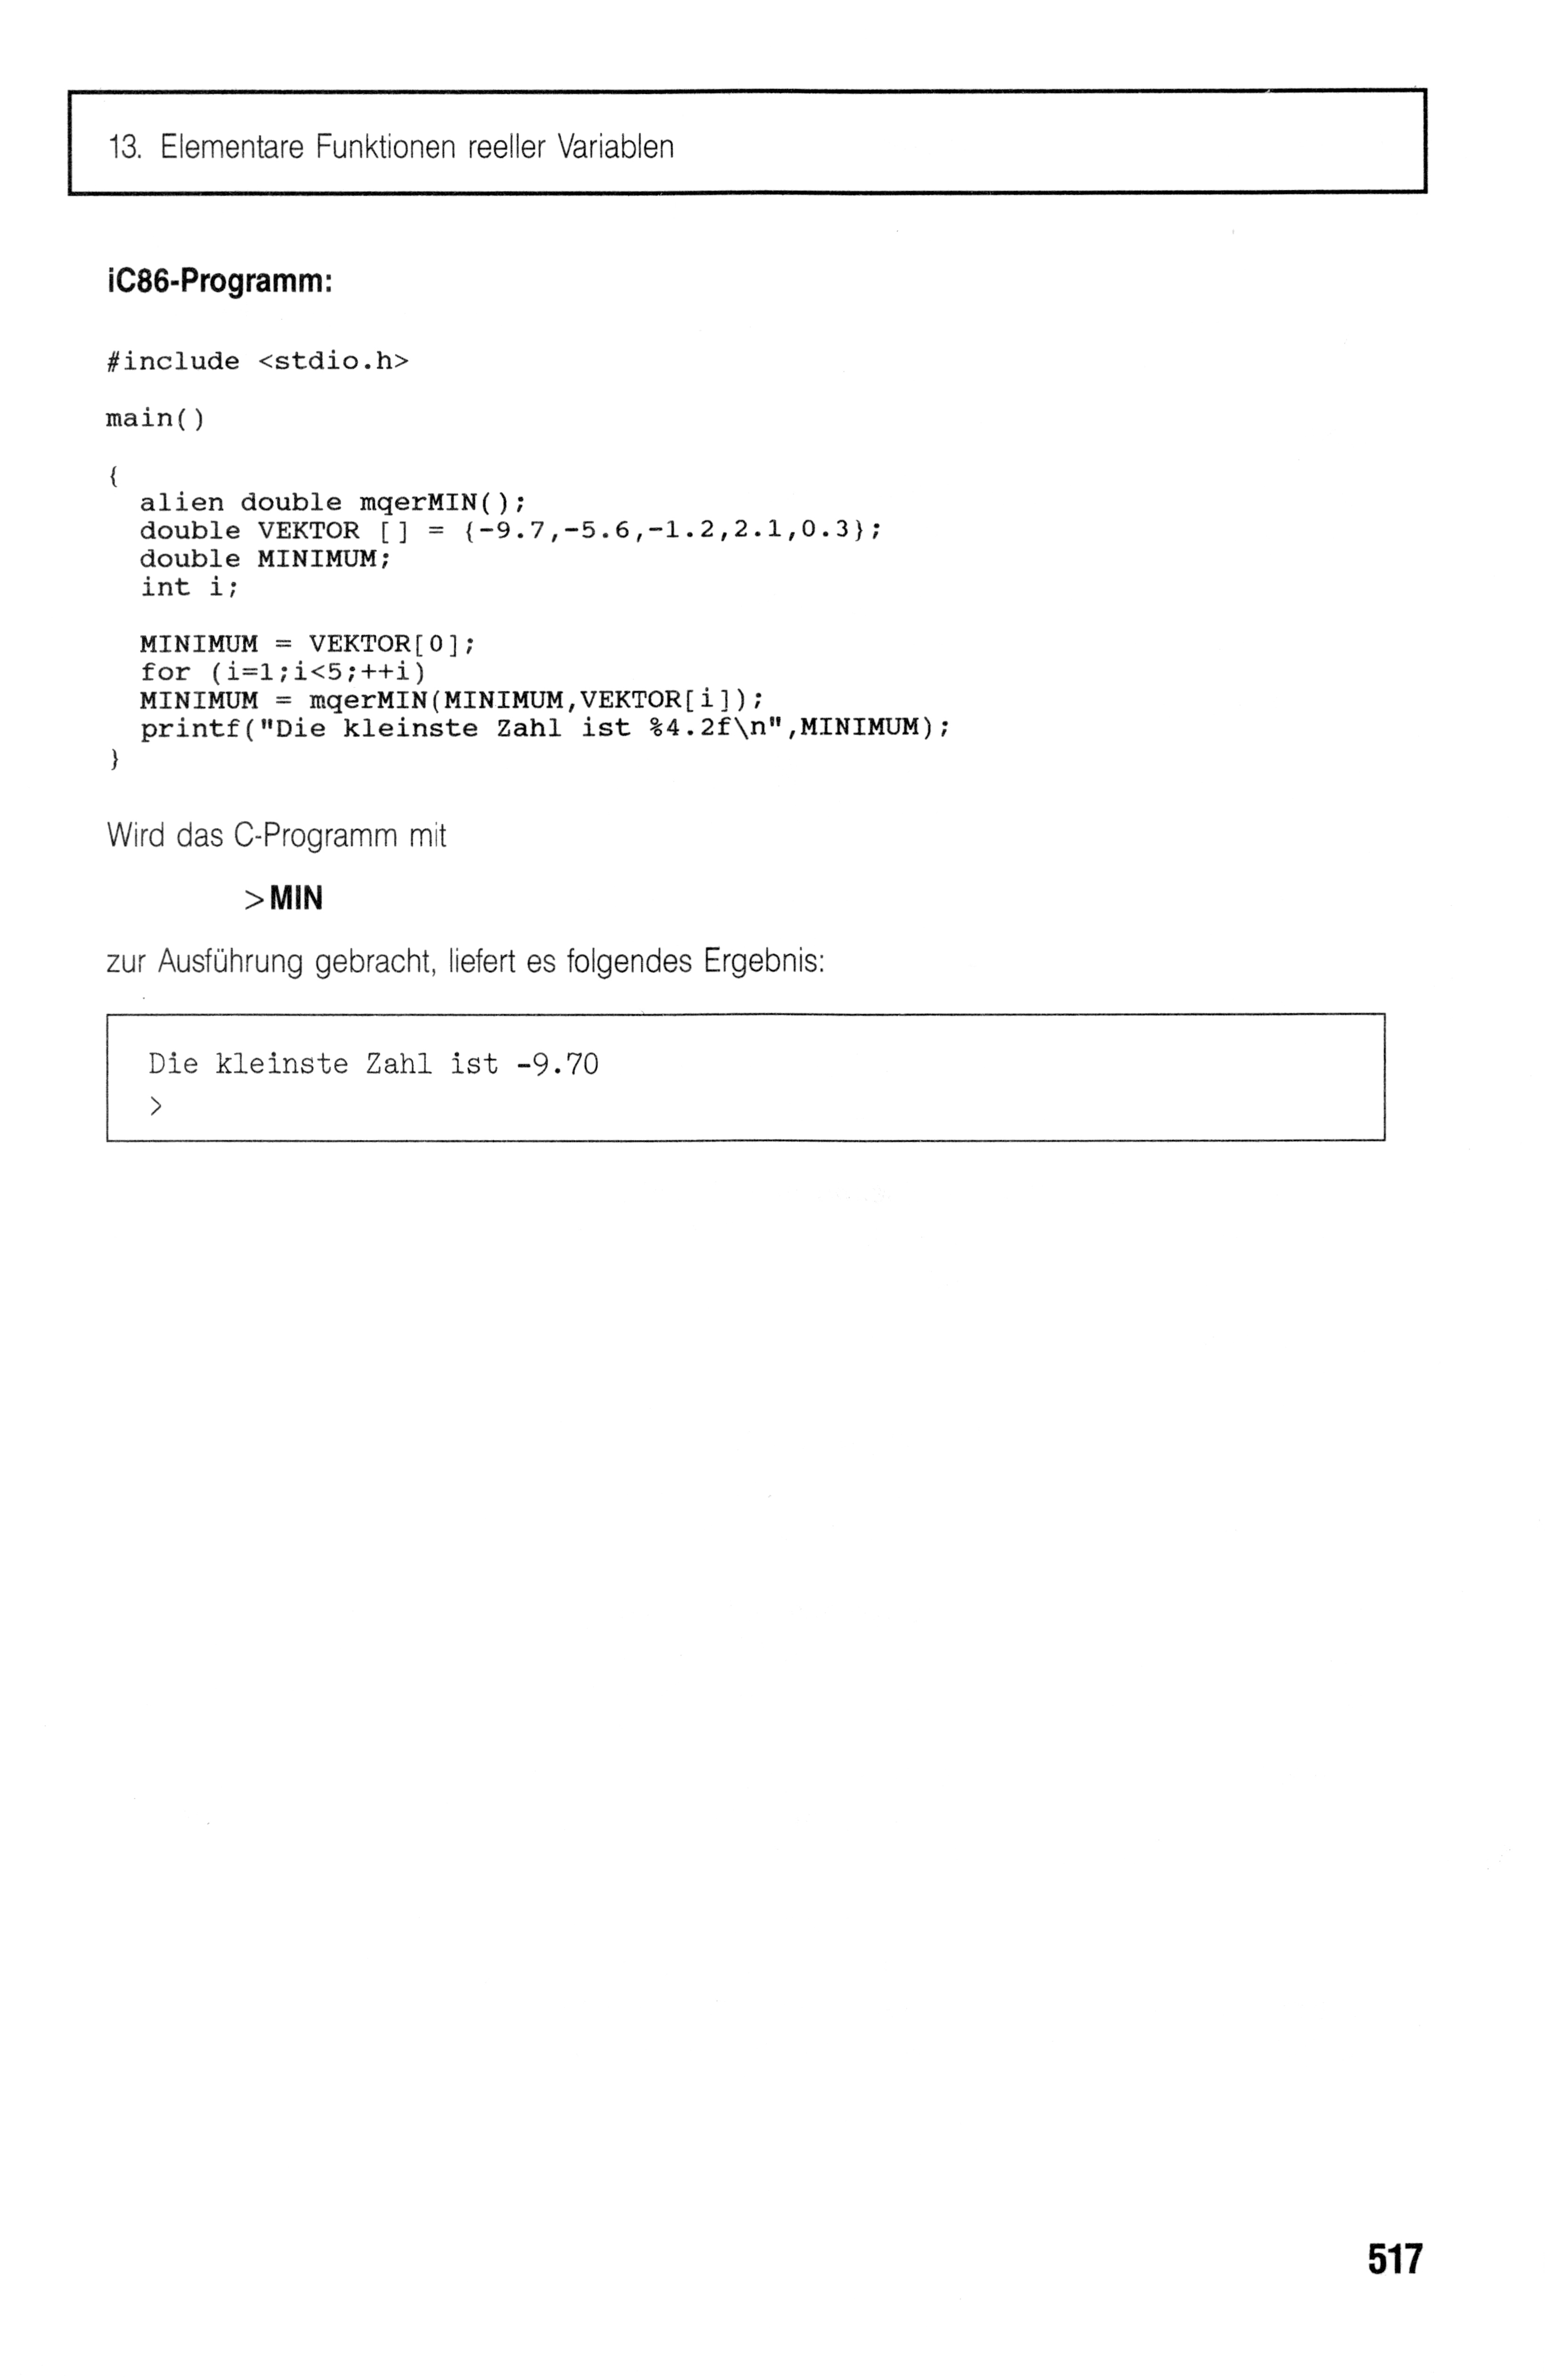 13. Elementare Funktionen reeller Variablen
iC86-Programm:
#include <stdio.h>
main()
{
alien double mqerMIN();
double VEKTOR [] = {-9.7,-5.6,-1.2,2.1,0.3};
double MINIMUM;
int i;
MINIMUM = VEKTOR[0];
for (i=1;i<5;++i)
MINIMUM = mqerMIN(MINIMUM,VEKTOR[i]);
printf("Die kleinste Zahl ist %4.2f\n",MINIMUM);
}
Wird das C-Programm mit
>MIN
zur Ausführung gebracht, liefert es folgendes Ergebnis:
Die kleinste Zahl ist -9.70
>
517